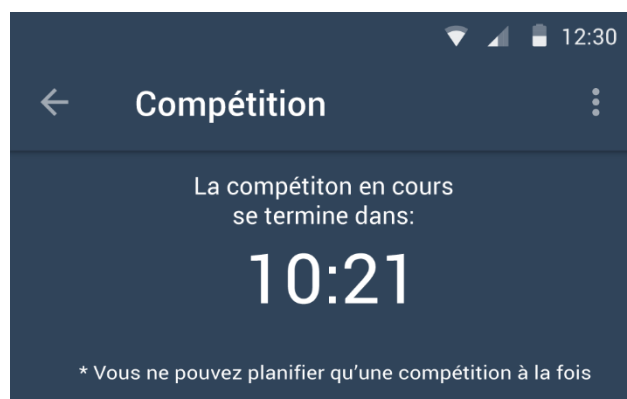 12:30
Compétition
La compétiton en cours
se termine dans:
10:21
* Vous ne pouvez planifier qu'une compétition à la fois